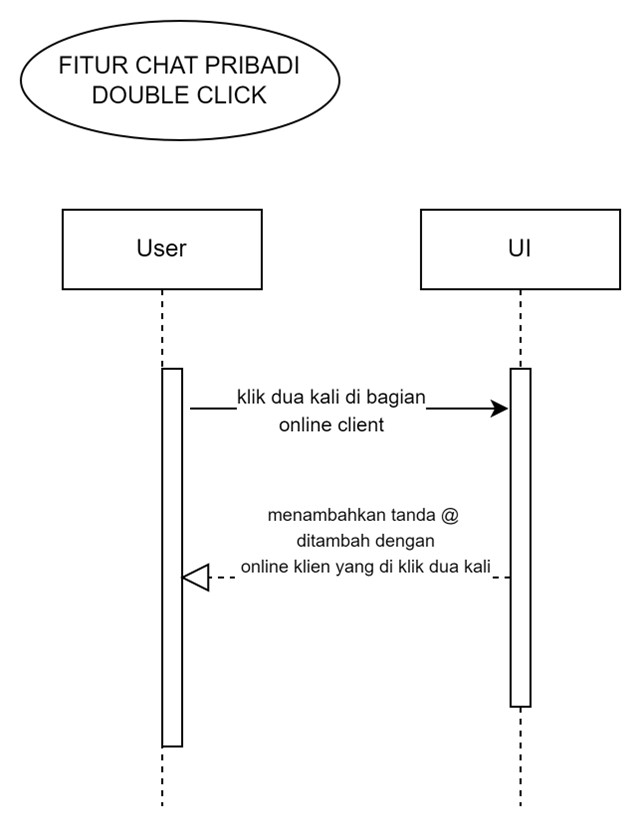 FITUR CHAT PRIBADI
DOUBLE CLICK
User
UI
klik dua kali di bagian
online client
menambahkan tanda @
ditambah dengan
online klien yang di klik dua kali